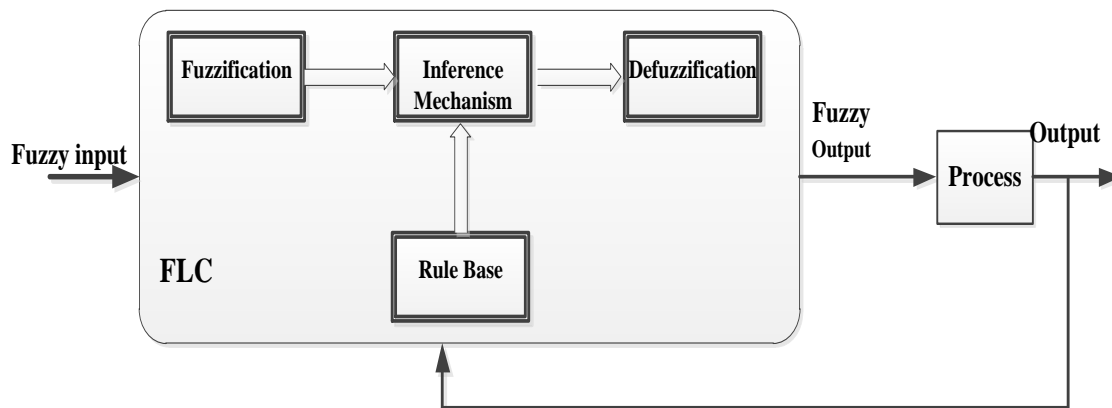 Fuzzification
Inference
Mechanism
Defuzzification
Fuzzy input
Fuzzy
Output
Output
Process
FLC
Rule Base